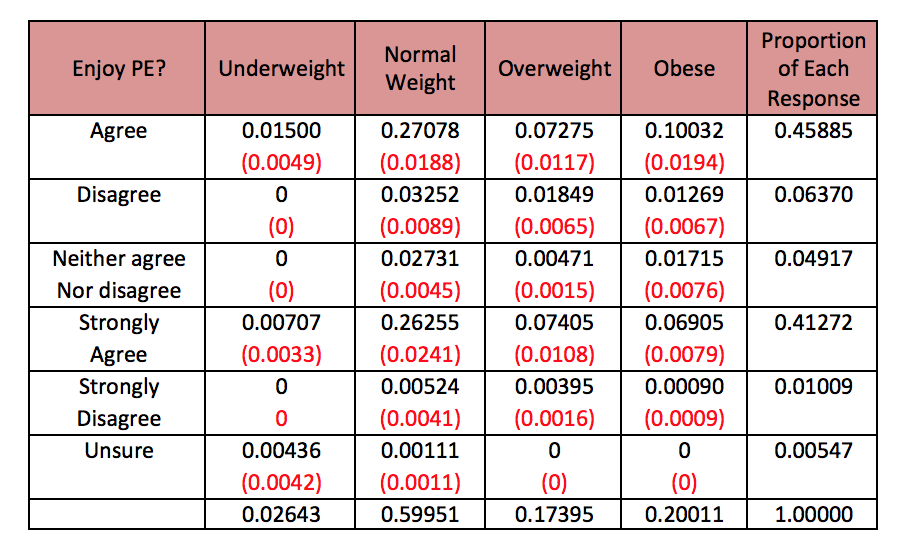 Enjoy PE? Underweight Normal Weight Overweight Obese Proportion of Each Response
Agree 0.01500 0.27078 0.07275 0.10032 0.45885
(0.0049) (0.0188) (0.0117) (0.0194)
Disagree 0 0.03252 0.01849 0.01269 0.06370
(0) (0.0089) (0.0065) (0.0067)
Neither agree 0 0.02731 0.00471 0.01715 0.04917
Nor disagree (0) (0.0045) (0.0015) (0.0076)
Strongly 0.00707 0.26255 0.07405 0.06905 0.41272
Agree (0.0033) (0.0241) (0.0108) (0.0079)
Strongly 0 0.00524 0.00395 0.00090 0.01009
Disagree 0 (0.0041) (0.0016) (0.0009)
Unsure 0.00436 0.00111 0 0 0.00547
(0.0042) (0.0011) (0) (0)
0.02643 0.59951 0.17395 0.20011 1.00000